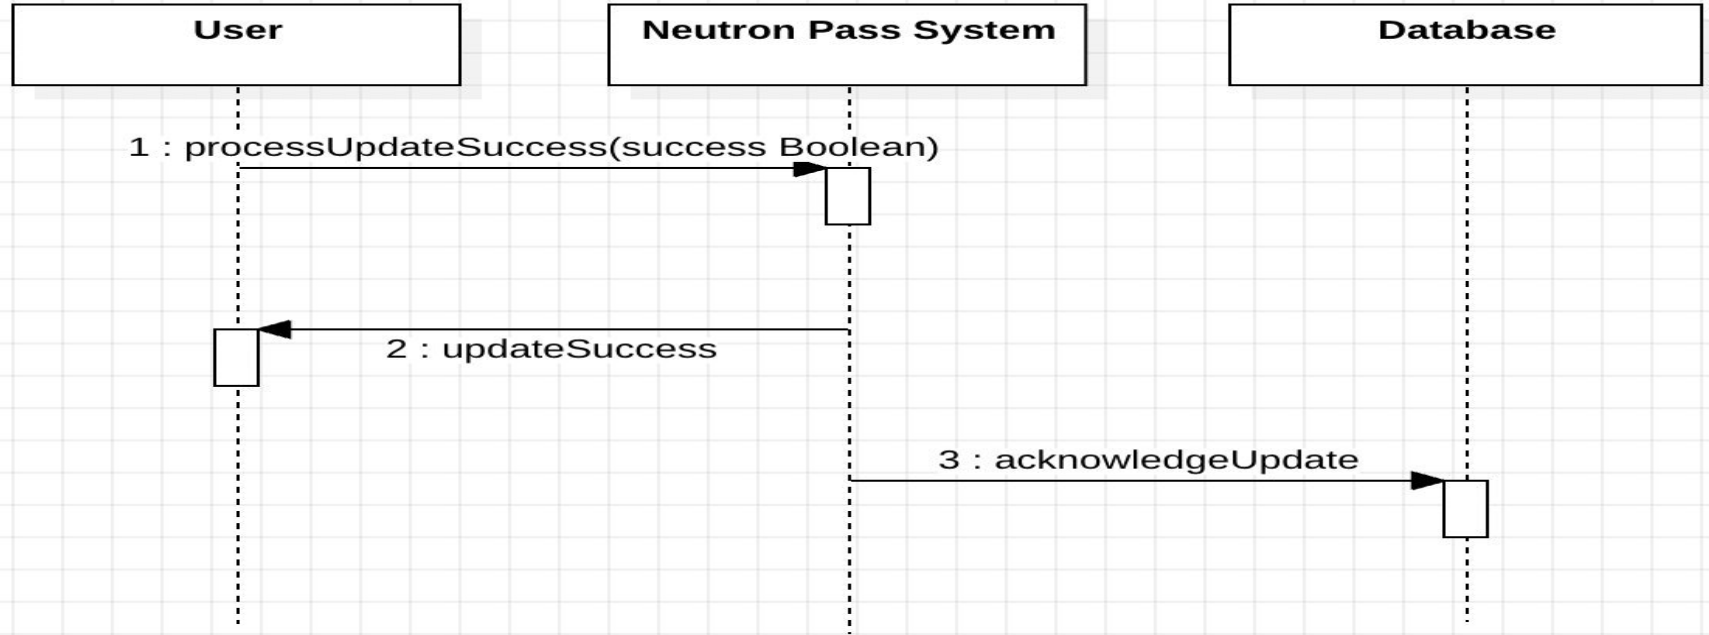 User
Neutron Pass System
Database
1 : processUpdateSuccess(success Boolean)
2 : updateSuccess
3 : acknowledgeUpdate